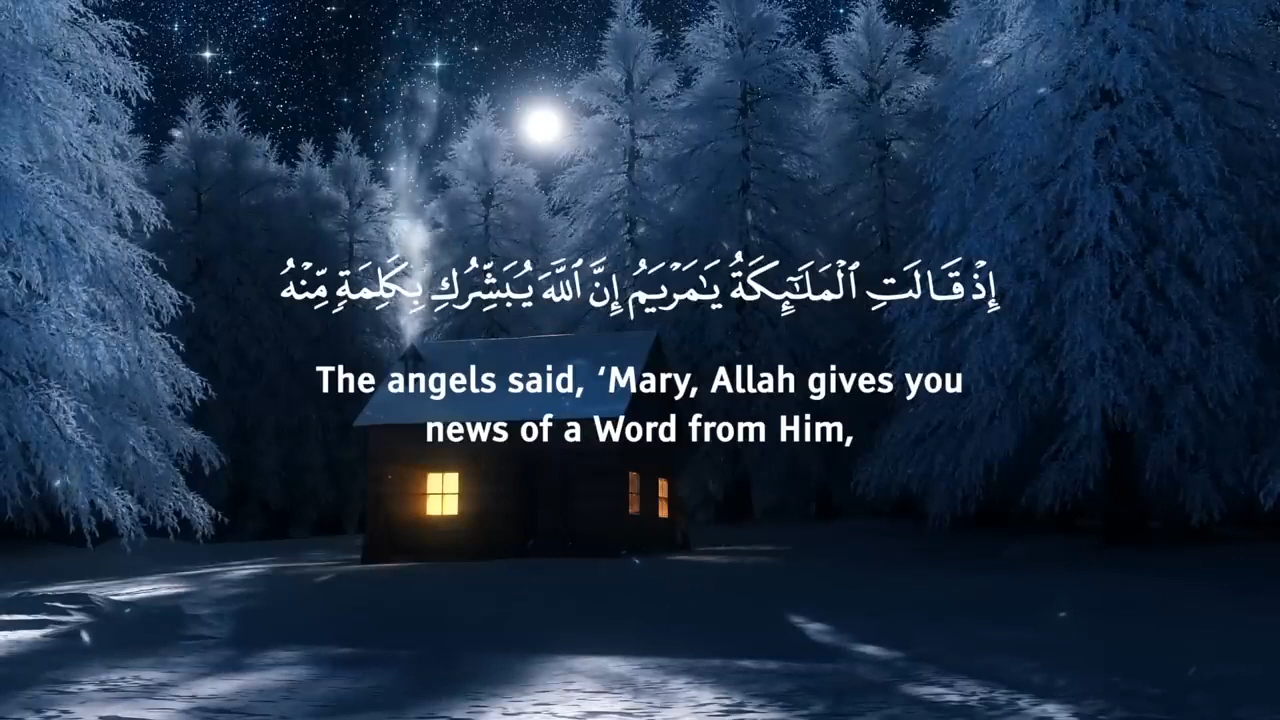 إِذْ قَالَتِ ٱلْمَلَـٰٓئِكَةُ يَـٰمَرْيَمُ إِنَّ ٱللَّهَ يُبَشِّرُكِ بِكَلِمَةٍ مِّنْهُ
The angels said, ‘Mary, Allah gives you
news of a Word from Him,